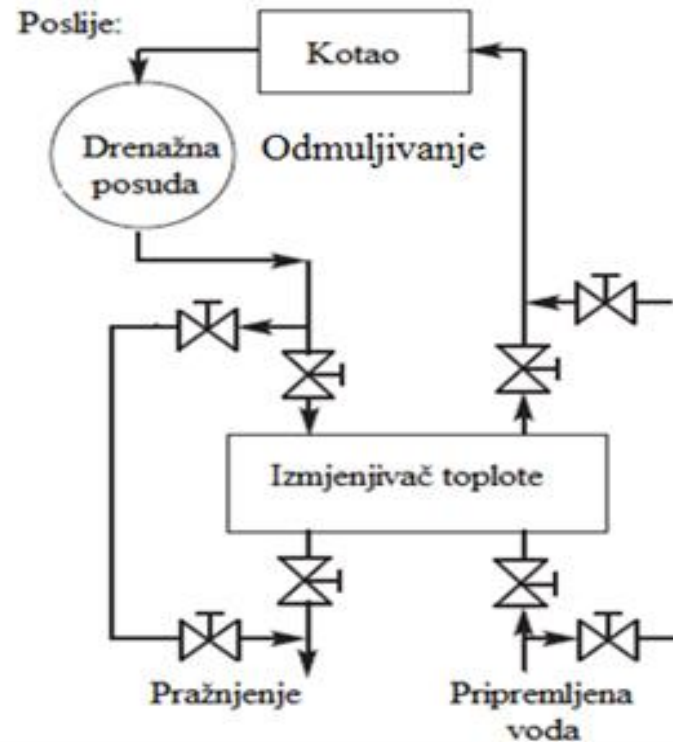 Poslije:
Kotao
Drenažna
posuda
Odmuljivanje
Izmjenjivač toplote
Pražnjenje
Pripremljena
voda